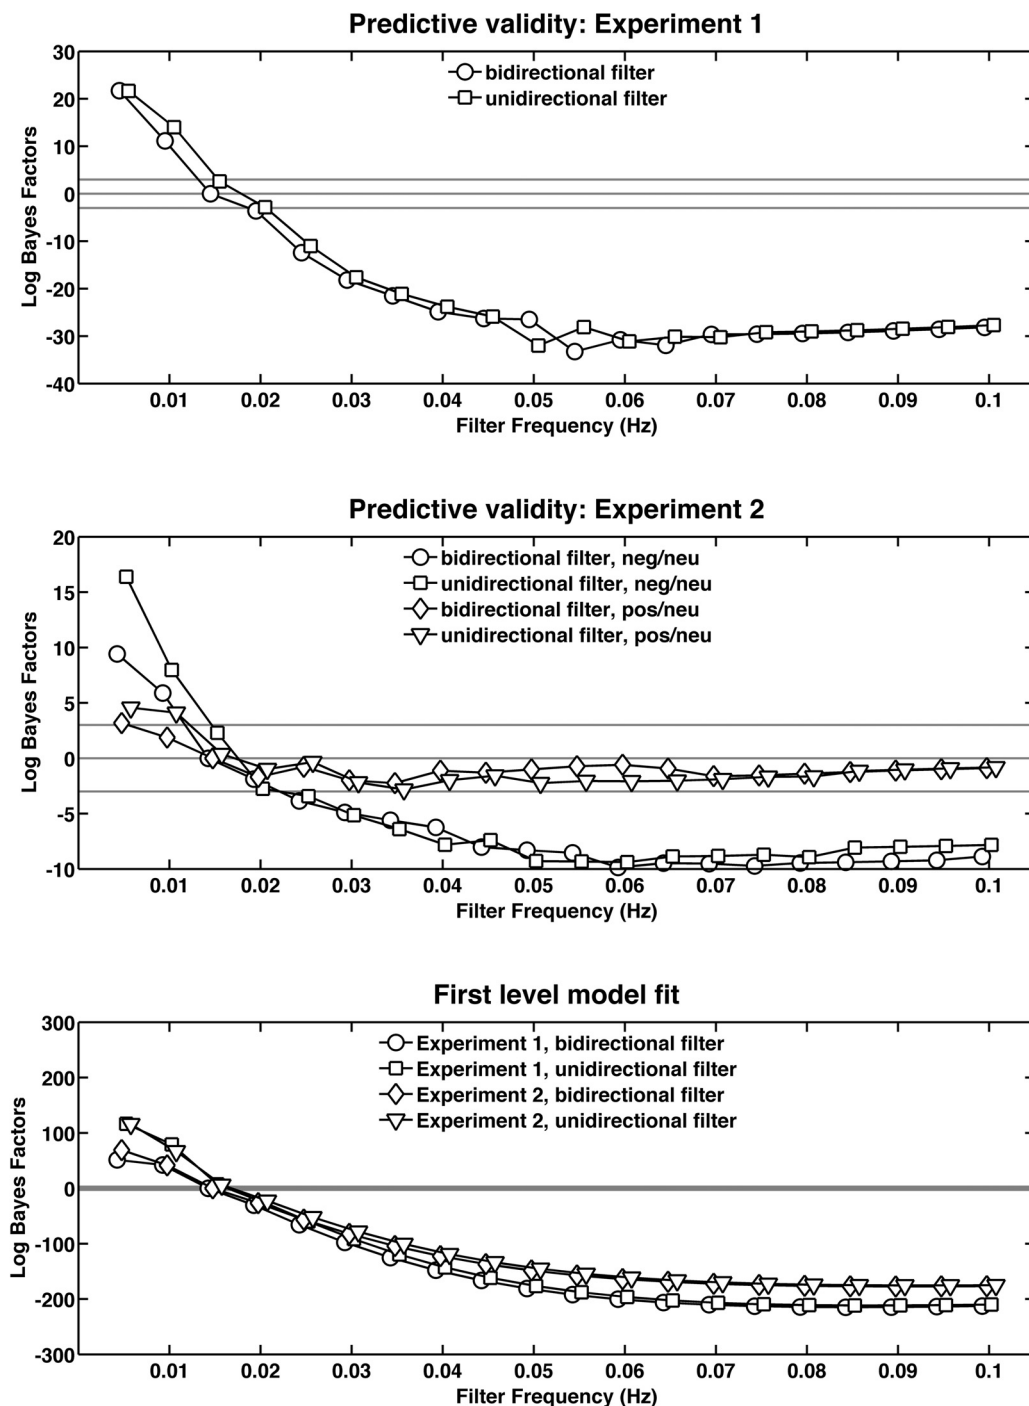 Predictive validity: Experiment 1
30
20
10
0
-10
-20
-30
-40
Log Bayes Factors
bidirectional filter
unidirectional filter
0.01 0.02 0.03 0.04 0.05 0.06 0.07 0.08 0.09 0.1
Filter Frequency (Hz)
Predictive validity: Experiment 2
20
15
10
5
0
-5
-10
Log Bayes Factors
bidirectional filter, neg/neu
unidirectional filter, neg/neu
bidirectional filter, pos/neu
unidirectional filter, pos/neu
0.01 0.02 0.03 0.04 0.05 0.06 0.07 0.08 0.09 0.1
Filter Frequency (Hz)
First level model fit
300
200
100
0
-100
-200
-300
Log Bayes Factors
Experiment 1, bidirectional filter
Experiment 1, unidirectional filter
Experiment 2, bidirectional filter
Experiment 2, unidirectional filter
0.01 0.02 0.03 0.04 0.05 0.06 0.07 0.08 0.09 0.1
Filter Frequency (Hz)